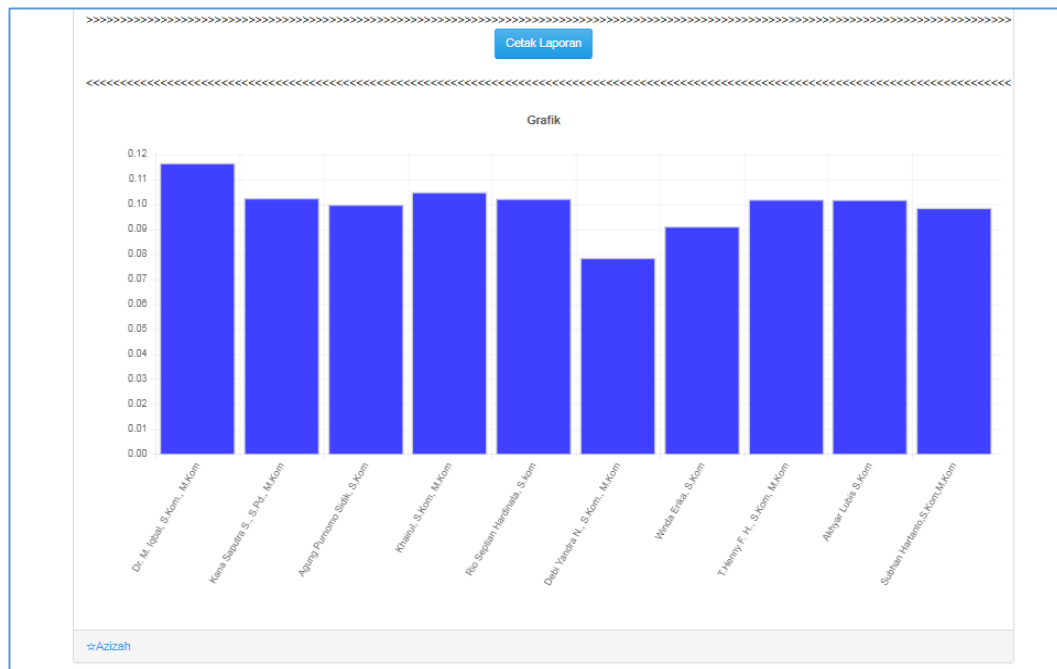 >>>>>>>>>>>>>>>>>>>>>>>>>>>>>>>>>>>>>>>>>>>>>>>>>>>>>>>>>>>>>>>>>>>>>>>>>>>>>>>>>>>>>>>>>>>>>>>>>>>>>>>>>>>>>>>>>>>>>>>>>>>>>>>>>>>>>>>>>>>
Cetak Laporan
<<<<<<<<<<<<<<<<<<<<<<<<<<<<<<<<<<<<<<<<<<<<<<<<<<<<<<<<<<<<<<<<<<<<<<<<<<<<<<<<<<<<<<<<<<<<<<<<<<<<<<<<<<<<<<<<<<<<<<<<<<<<<<<<<<<<<<<<<<<
Grafik
0.12
0.11
0.10
0.09
0.08
0.07
0.06
0.05
0.04
0.03
0.02
0.01
0.00
Dr. M. Iqbal, S.Kom., M.Kom
Kana Saputra S., S.Pd., M.Kom
Agung Purnomo Sidik, S.Kom
Khairul, S.Kom, M.Kom
Rio Septian Hardinata, S.kom
Debi Yandra N., S.Kom., M.Kom
Winda Erika, S.Kom
T.Henny F. H., S.Kom, M.Kom
Akhyar Lubis S.Kom
Subhan Hartanto,S.Kom,M.Kom
☆Azizah